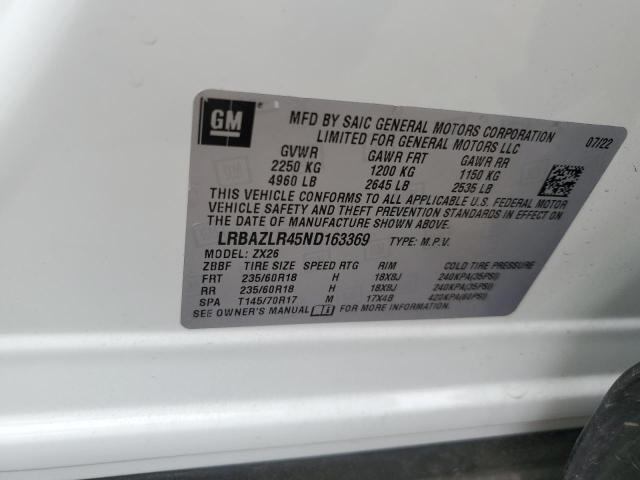 GM
MFD BY SAIC GENERAL MOTORS CORPORATION
LIMITED FOR GENERAL MOTORS LLC
07/22
GVWR GAWR FRT GAWR RR
2250 KG 1200 KG 1150 KG
4960 LB 2645 LB 2535 LB
THIS VEHICLE CONFORMS TO ALL APPLICABLE U.S. FEDERAL MOTOR
VEHICLE SAFETY AND THEFT PREVENTION STANDARDS IN EFFECT ON
THE DATE OF MANUFACTURE SHOWN ABOVE.
LRBAZLR45ND163369 TYPE: M.P.V.
MODEL: ZX26
ZBBF TIRE SIZE SPEED RTG RIM COLD TIRE PRESSURE
FRT 235/60R18 H 18X8J 240KPA(35PSI)
RR 235/60R18 H 18X8J 240KPA(35PSI)
SPA T145/70R17 M 17X4B 420KPA(60PSI)
SEE OWNER'S MANUAL FOR MORE INFORMATION